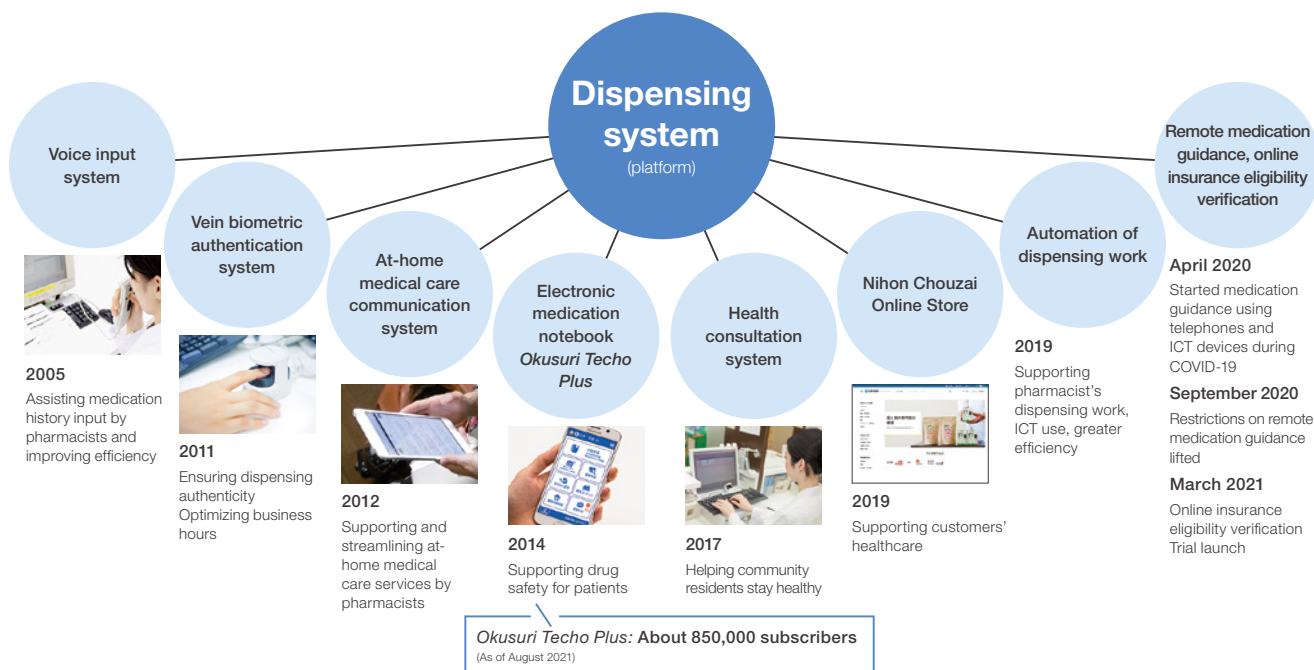 Dispensing
system
(platform)
Voice input
system
2005
Assisting medication
history input by
pharmacists and
improving efficiency
Vein biometric
authentication
system
2011
Ensuring dispensing
authenticity
Optimizing business
hours
At-home
medical care
communication
system
2012
Supporting and
streamlining at-
home medical
care services by
pharmacists
Electronic
medication
notebook
Okusuri Techo
Plus
2014
Supporting drug
safety for patients
Okusuri Techo Plus: About 850,000 subscribers
(As of August 2021)
Health
consultation
system
2017
Helping community
residents stay healthy
Nihon Chouzai
Online Store
2019
Supporting customers’
healthcare
Automation of
dispensing work
2019
Supporting
pharmacist’s
dispensing work,
ICT use, greater
efficiency
Remote medication
guidance, online
insurance eligibility
verification
April 2020
Started medication
guidance using
telephones and
ICT devices during
COVID-19
September 2020
Restrictions on remote
medication guidance
lifted
March 2021
Online insurance
eligibility verification
Trial launch